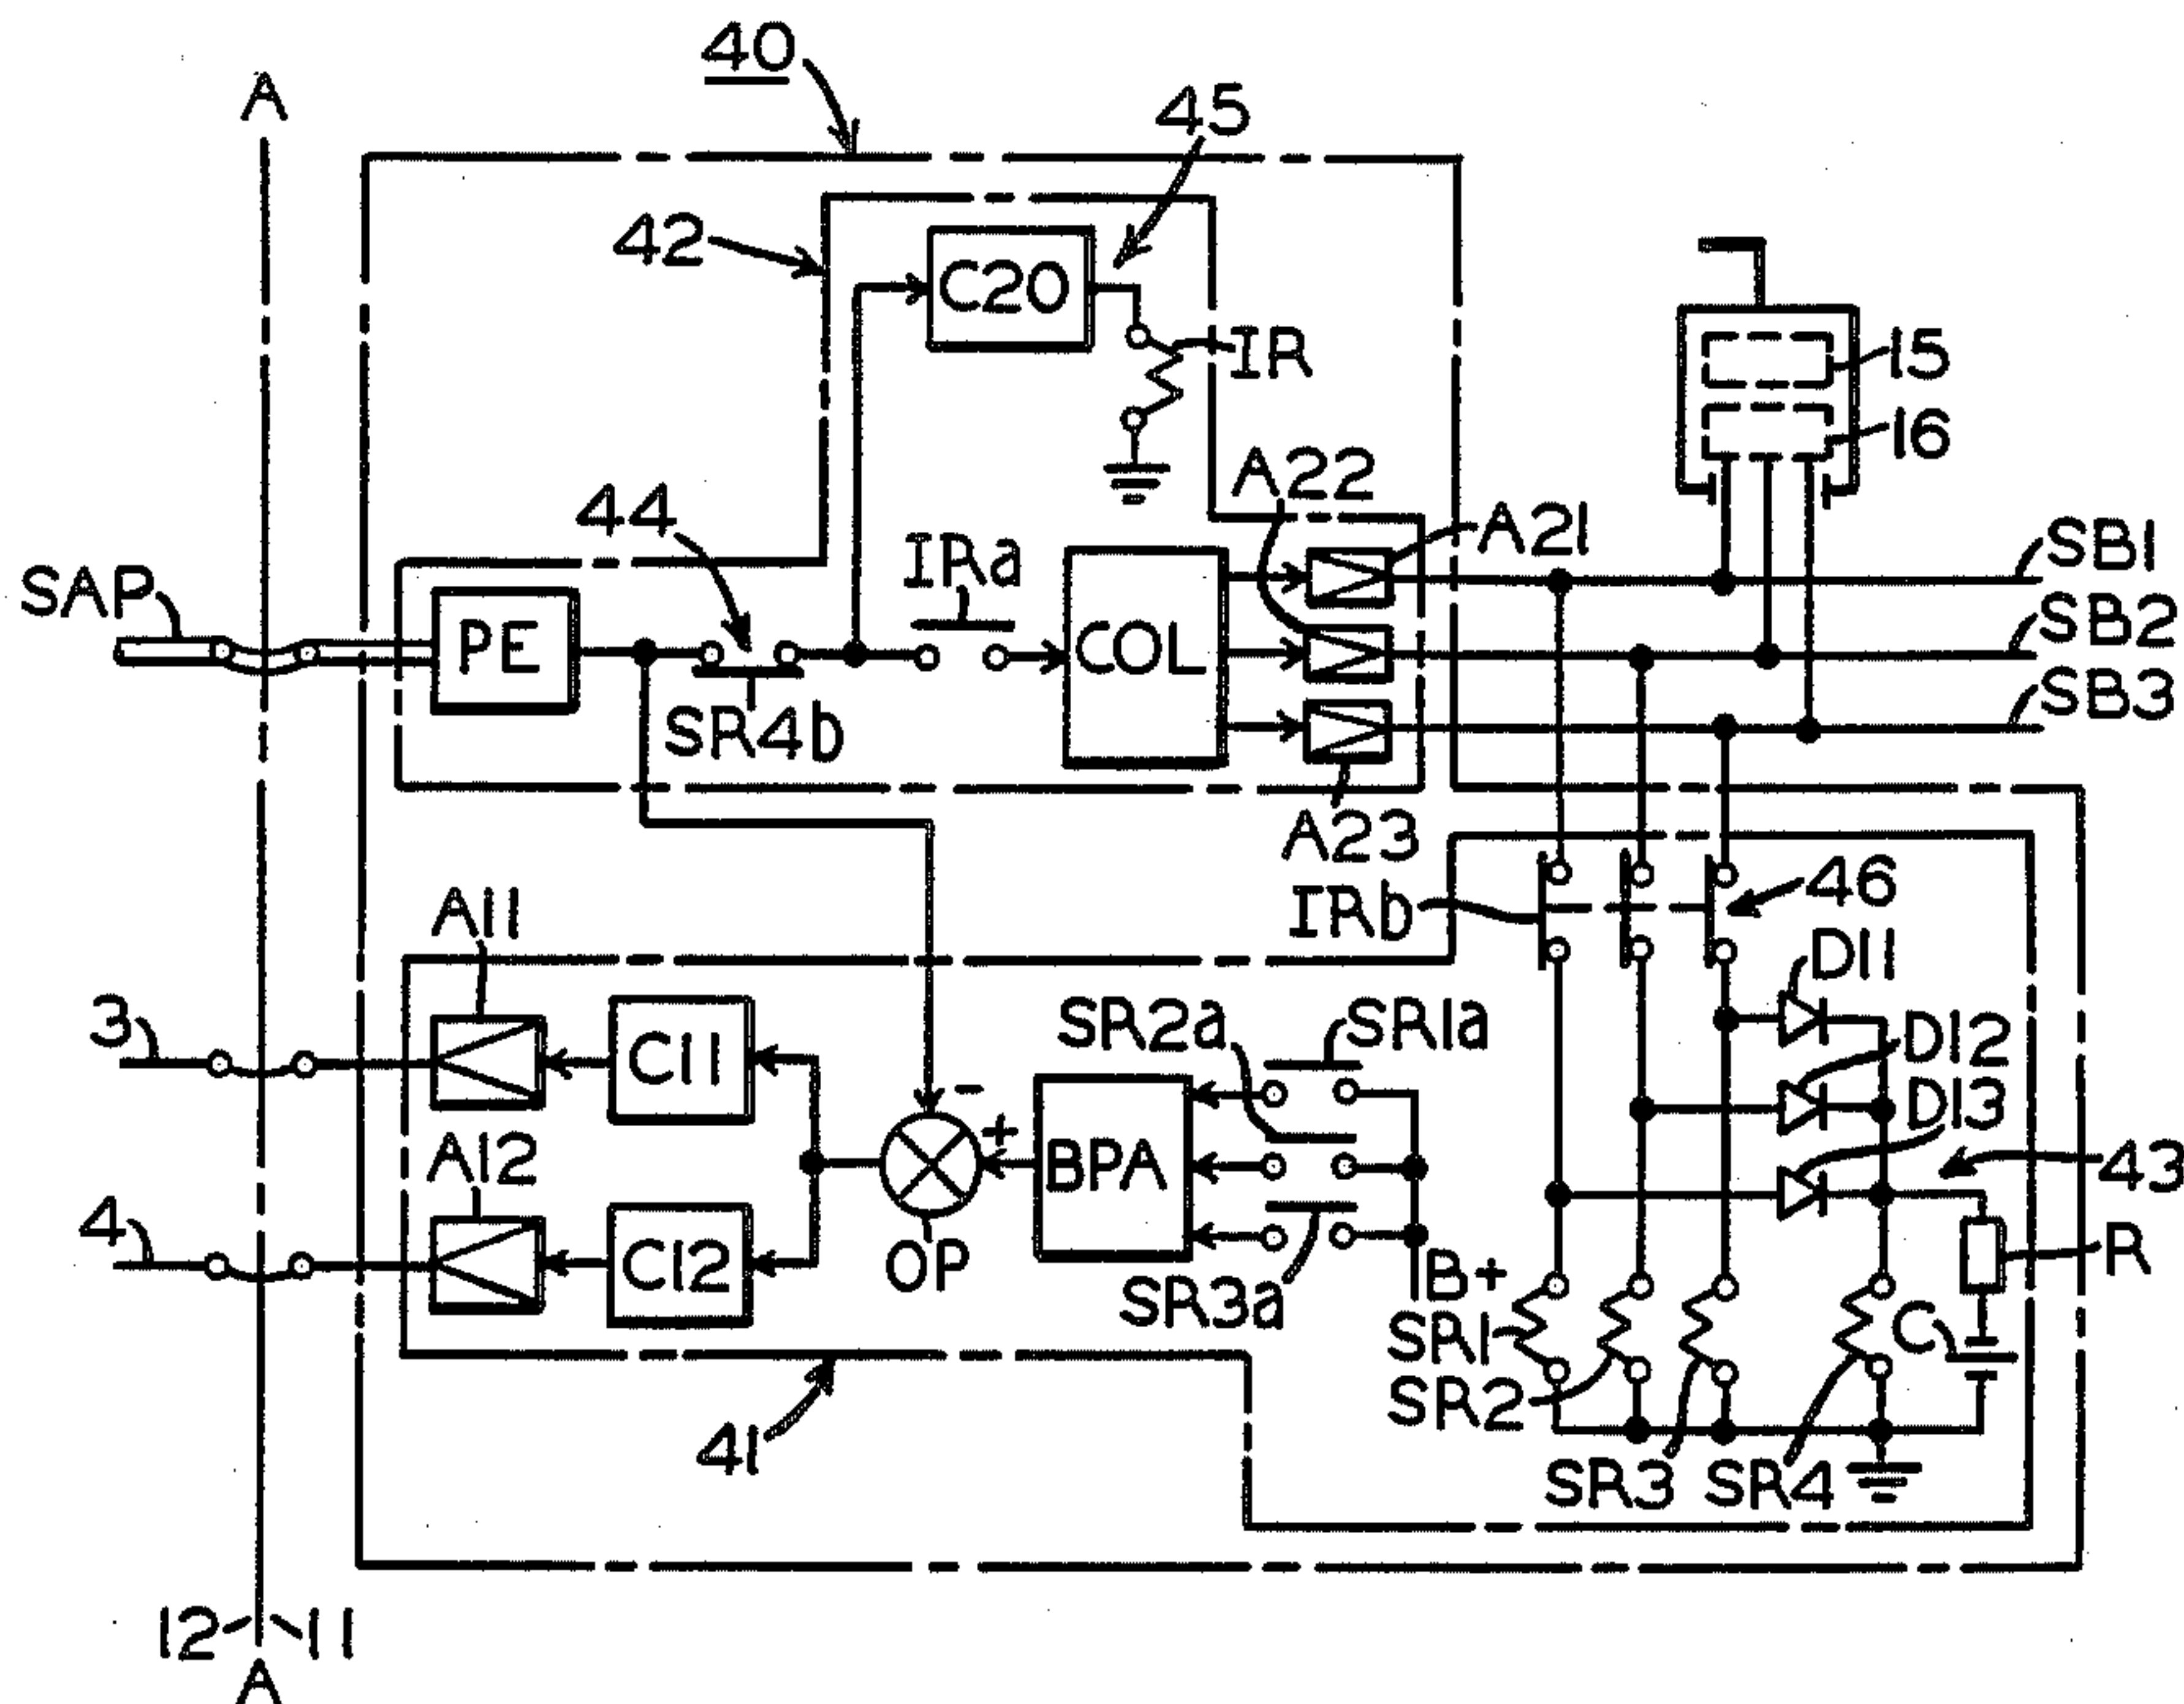 40
A
45
42
C20
IR
15
16
A22
44
A21
IRa
SB1
SAP
SB2
PE
COL
SB3
SR4b
A23
46
IRb
A11
D11
3
SR2a
SR1a
D12
C11
D13
-
+
A12
BPA
43
4
OP
R
C12
SR3a
B+
C
SR1
SR2
41
SR3
SR4
12
11
A